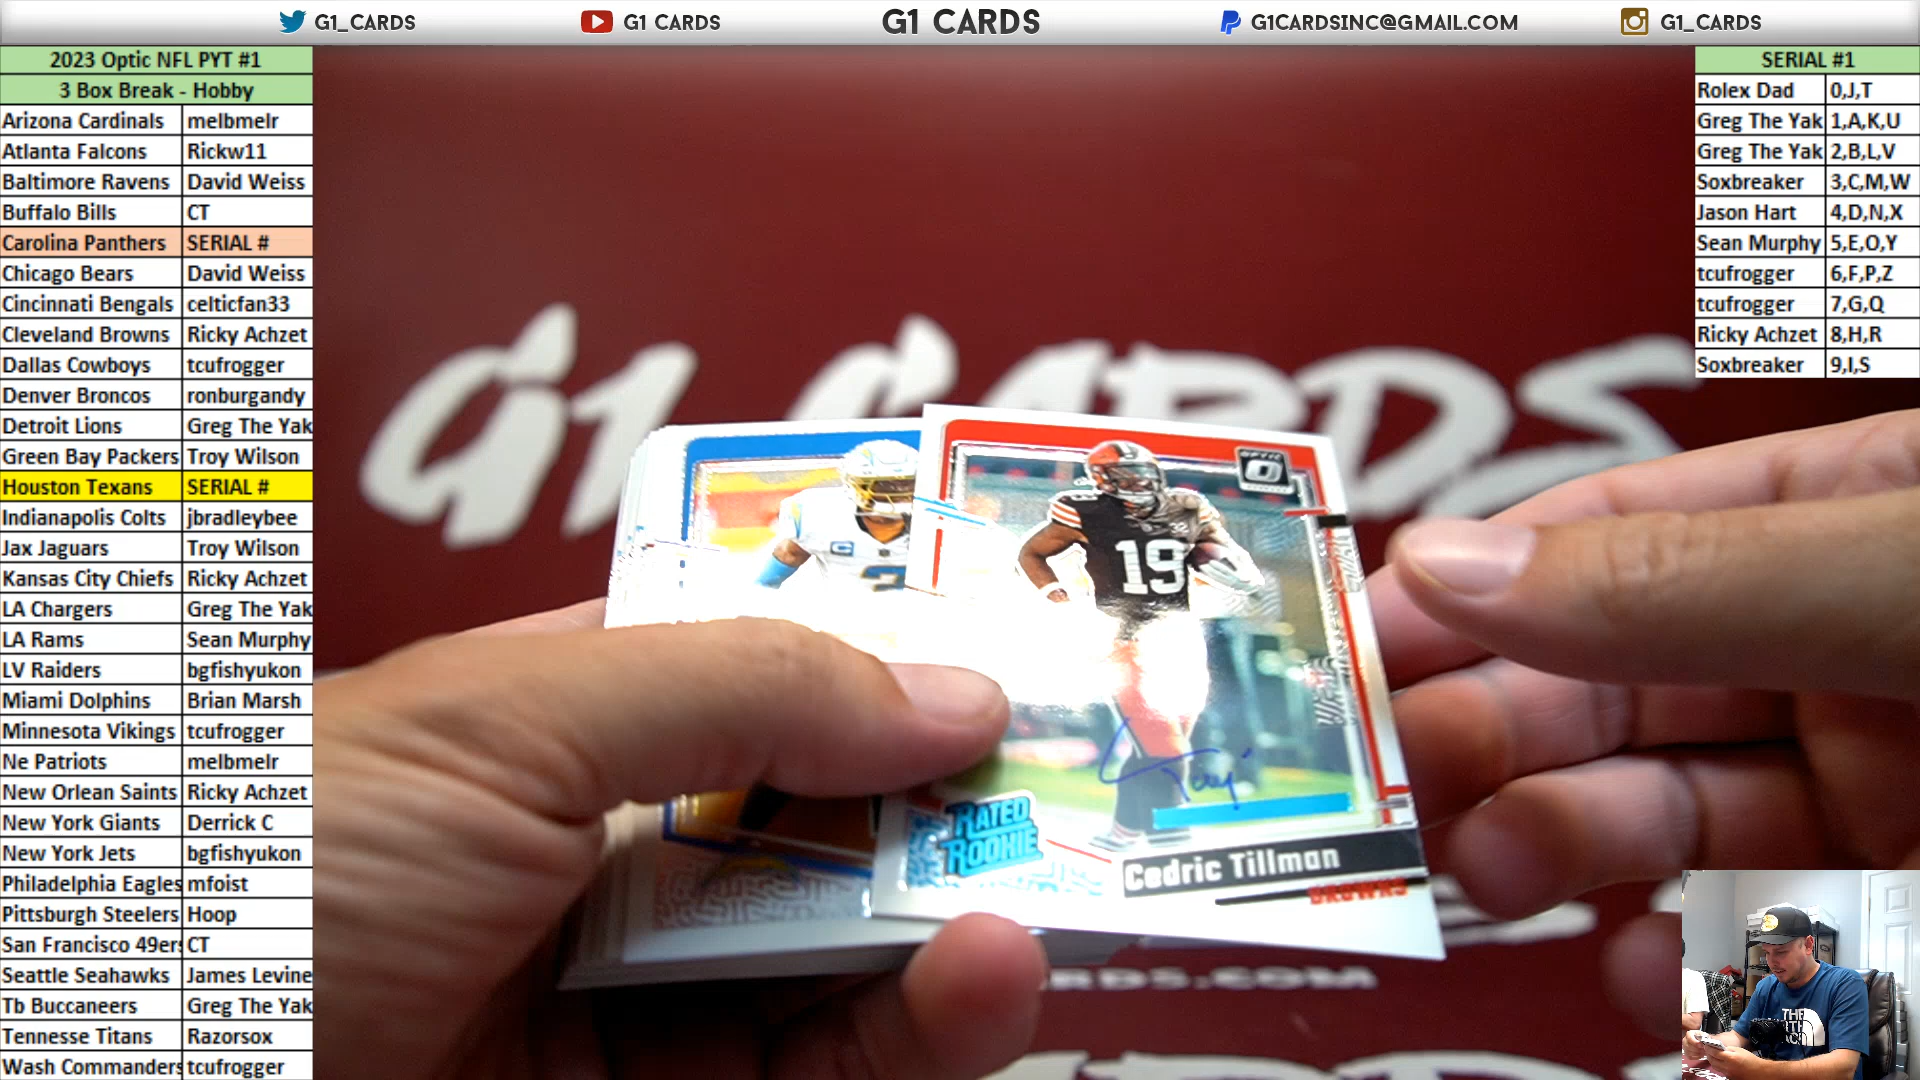 G1_CARDS
G1 CARDS
G1 CARDS
G1CARDSINC@GMAIL.COM
G1_CARDS
2023 Optic NFL PYT #1
3 Box Break - Hobby
Arizona Cardinals melbmelr
Atlanta Falcons Rickw11
Baltimore Ravens David Weiss
Buffalo Bills CT
Carolina Panthers SERIAL #
Chicago Bears David Weiss
Cincinnati Bengals celticfan33
Cleveland Browns Ricky Achzet
Dallas Cowboys tcufrogger
Denver Broncos ronburgandy
Detroit Lions Greg The Yak
Green Bay Packers Troy Wilson
Houston Texans SERIAL #
Indianapolis Colts jbradleybee
Jax Jaguars Troy Wilson
Kansas City Chiefs Ricky Achzet
LA Chargers Greg The Yak
LA Rams Sean Murphy
LV Raiders bgfishyukon
Miami Dolphins Brian Marsh
Minnesota Vikings tcufrogger
Ne Patriots melbmelr
New Orlean Saints Ricky Achzet
New York Giants Derrick C
New York Jets bgfishyukon
Philadelphia Eagles mfoist
Pittsburgh Steelers Hoop
San Francisco 49ers CT
Seattle Seahawks James Levine
Tb Buccaneers Greg The Yak
Tennesse Titans Razorsox
Wash Commanders tcufrogger
SERIAL #1
Rolex Dad 0,J,T
Greg The Yak 1,A,K,U
Greg The Yak 2,B,L,V
Soxbreaker 3,C,M,W
Jason Hart 4,D,N,X
Sean Murphy 5,E,O,Y
tcufrogger 6,F,P,Z
tcufrogger 7,G,Q
Ricky Achzet 8,H,R
Soxbreaker 9,I,S
G1 CARDS
OPTIC
19
RATED
ROOKIE
Cedric Tillman
BROWNS
THE